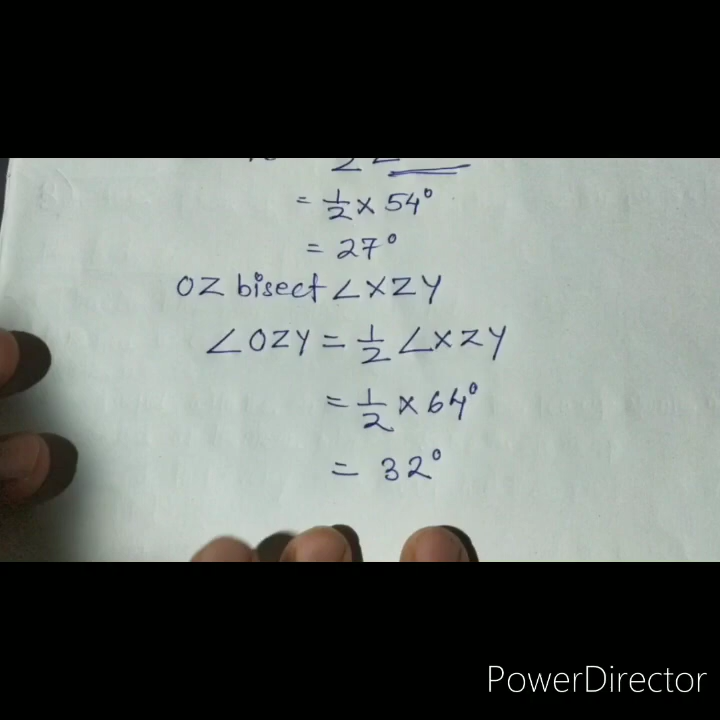 = 1/2 × 54°
= 27°
OZ bisect ∠XZY
∠OZY = 1/2 ∠XZY
= 1/2 × 64°
= 32°
PowerDirector